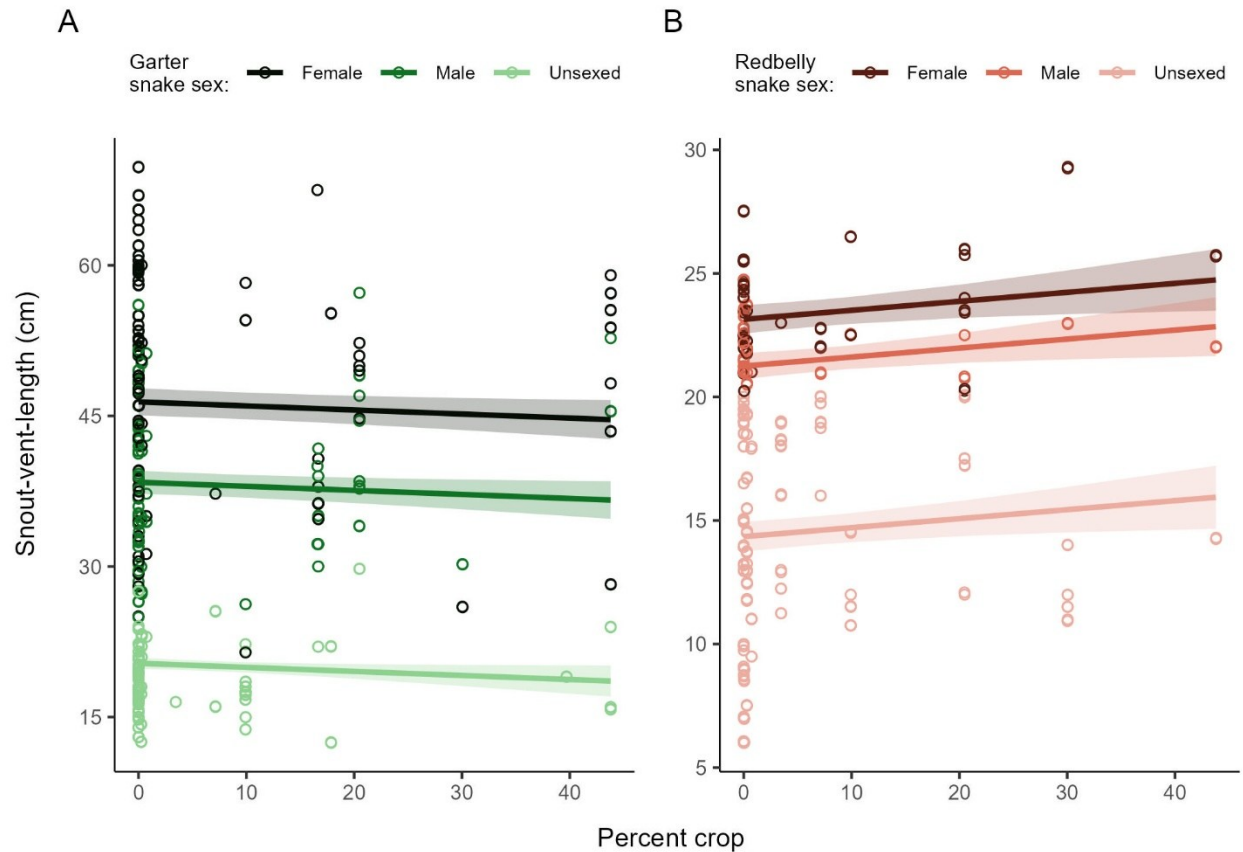 A
Garter
snake sex:
Female
Male
Unsexed
B
Redbelly
snake sex:
Female
Male
Unsexed
Snout-vent-length (cm)
60
45
30
15
0
10
20
30
40
30
25
20
15
10
5
0
10
20
30
40
Percent crop